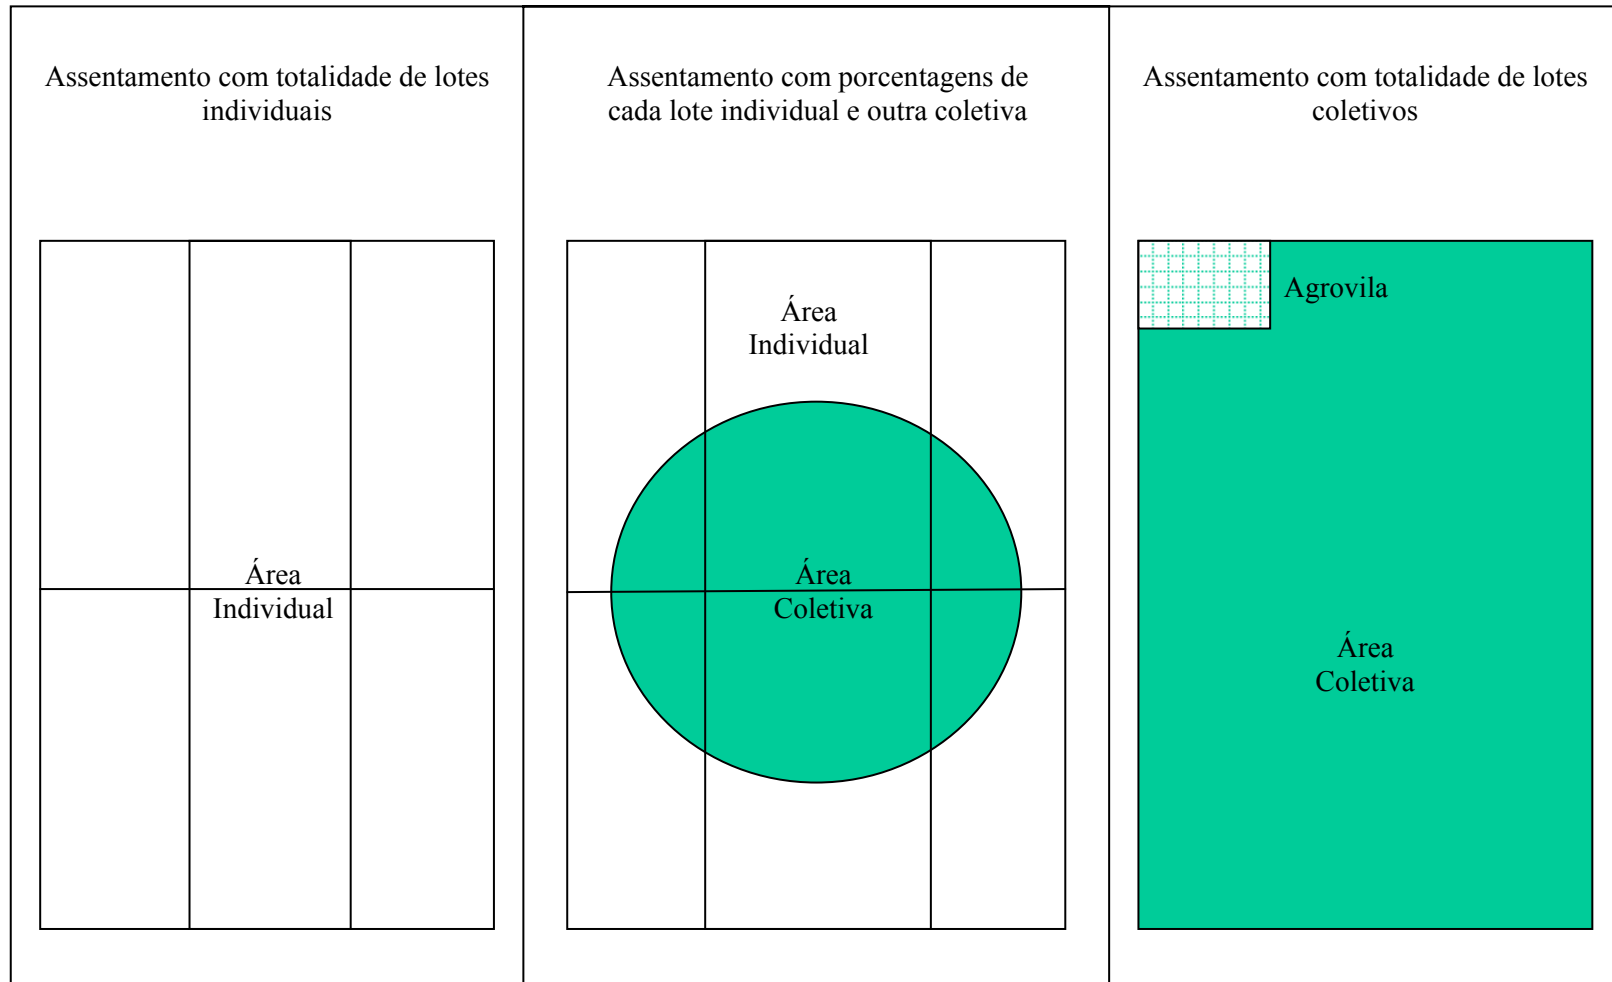 Assentamento com totalidade de lotes
individuais
Assentamento com porcentagens de
cada lote individual e outra coletiva
Assentamento com totalidade de lotes
coletivos
Área
Individual
Área
Individual
Área
Coletiva
Agrovila
Área
Coletiva